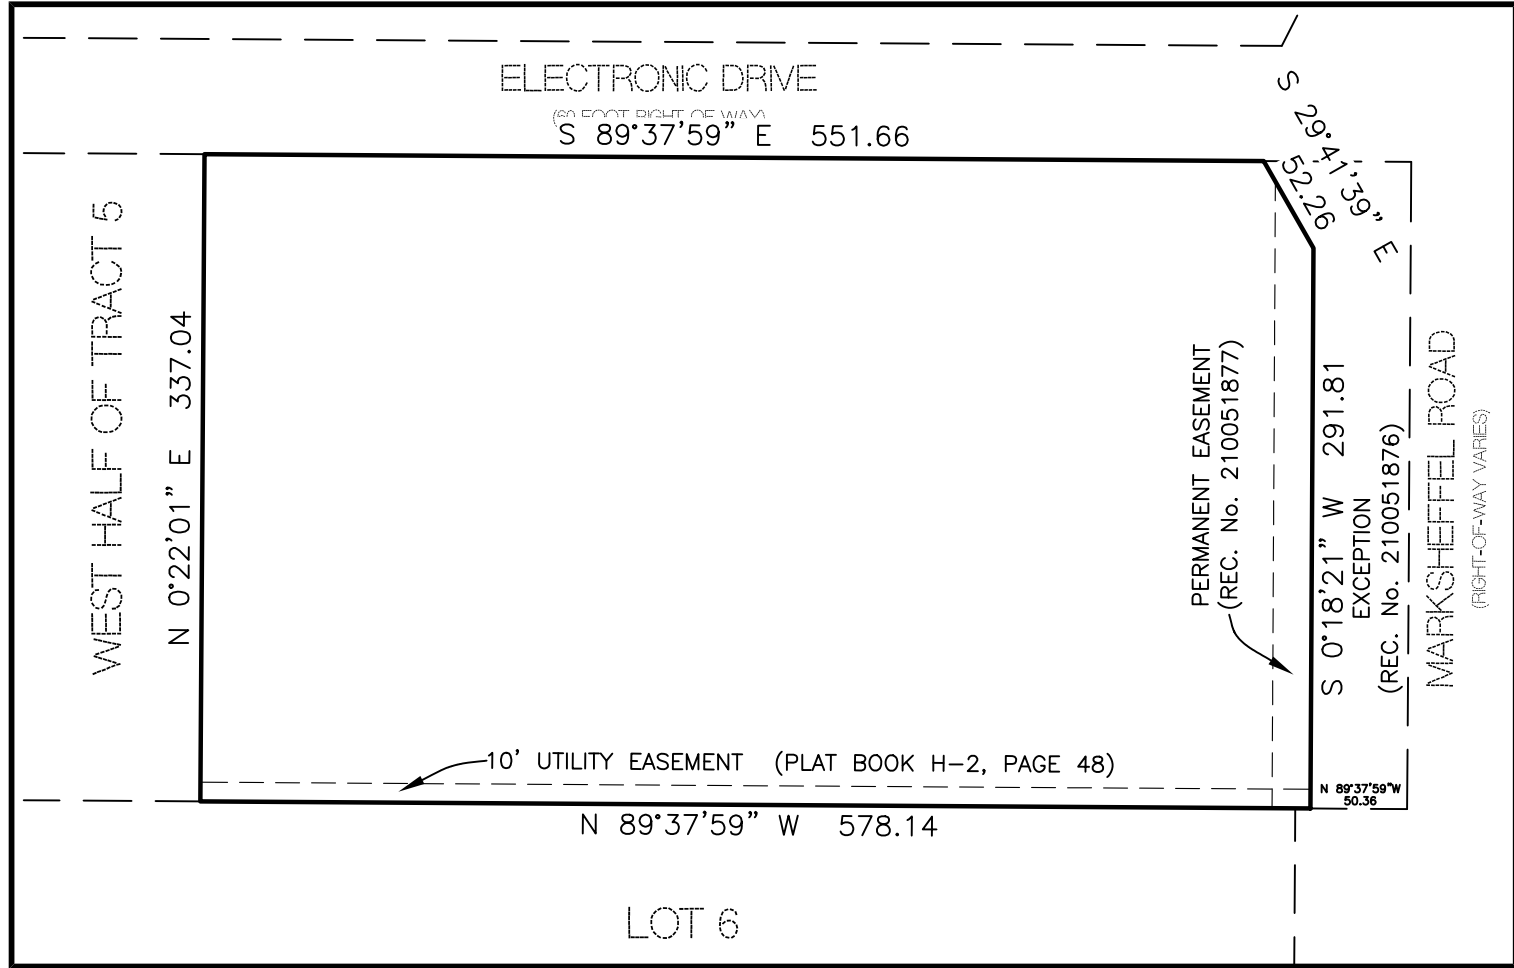 ELECTRONIC DRIVE
(60 FOOT RIGHT OF WAY)
S 89°37'59" E 551.66
S 29°41'39" E
52.26
WEST HALF OF TRACT 5
N 0°22'01" E 337.04
PERMANENT EASEMENT
(REC. No. 210051877)
S 0°18'21" W 291.81
EXCEPTION
(REC. No. 210051876)
MARKSHEFFEL ROAD
(RIGHT-OF-WAY VARIES)
10' UTILITY EASEMENT (PLAT BOOK H-2, PAGE 48)
N 89°37'59"W
50.36
N 89°37'59" W 578.14
LOT 6